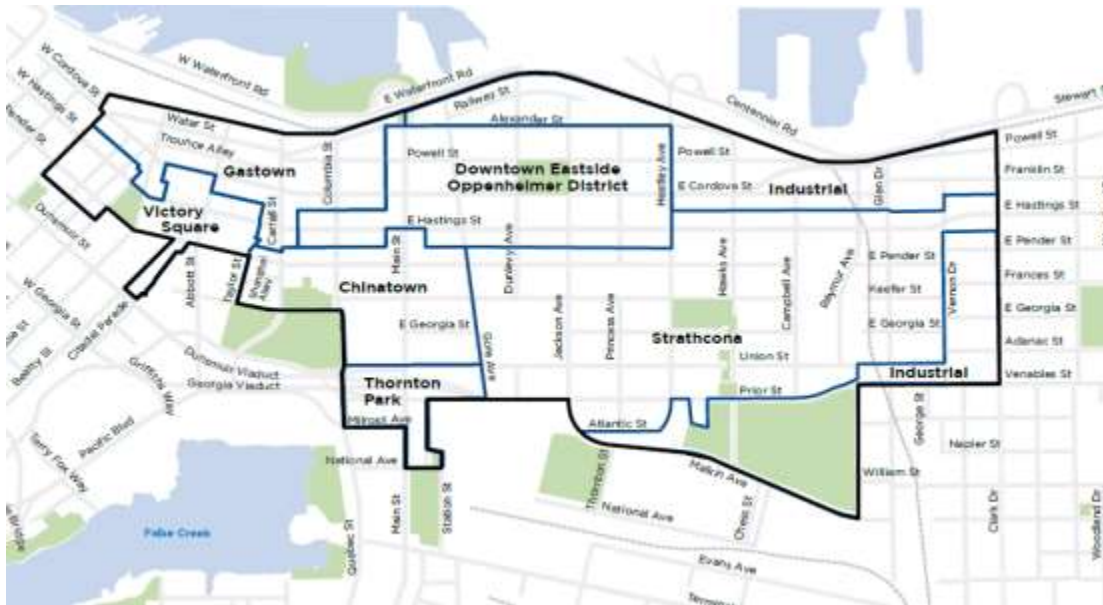 W Cordova St
W Waterfront Rd
E Waterfront Rd
Railway St
Centennial Rd
Stewart S
W Hastings St
Water St
Alexander St
Powell St
ender St
Trounce Alley
Gastown
Columbia St
Powell St
Downtown Eastside
Oppenheimer District
Heatley Ave
Powell St
E Cordova St
Industrial
Glen Dr
Franklin St
Victory
Square
Carrall St
E Hastings St
E Hastings St
Dunsmuir St
Main St
Dunlevy Ave
Hawks Ave
Campbell Ave
Raymur Ave
E Pender St
E Pender St
Abbott St
Taylor St
Shanghai
Alley
Chinatown
Keefer St
Vernon Dr
Frances St
W Georgia St
Expo
E Georgia St
Gore Ave
Jackson Ave
Princess Ave
Strathcona
E Georgia St
E Georgia St
Beatty St
Union St
Adanac St
Dunsmuir Viaduct
Georgia Viaduct
Griffiths Way
Thornton
Park
Prior St
Industrial
Venables St
Milross Ave
Atlantic St
George St
Pacific Blvd
Terry Fox Way
National Ave
Malkin Ave
Napier St
William St
Thornton St
Main St
Station St
National Ave
Chess St
Clark Dr
Woodland Dr
Quebec St
False Creek
Evans Ave
Termin